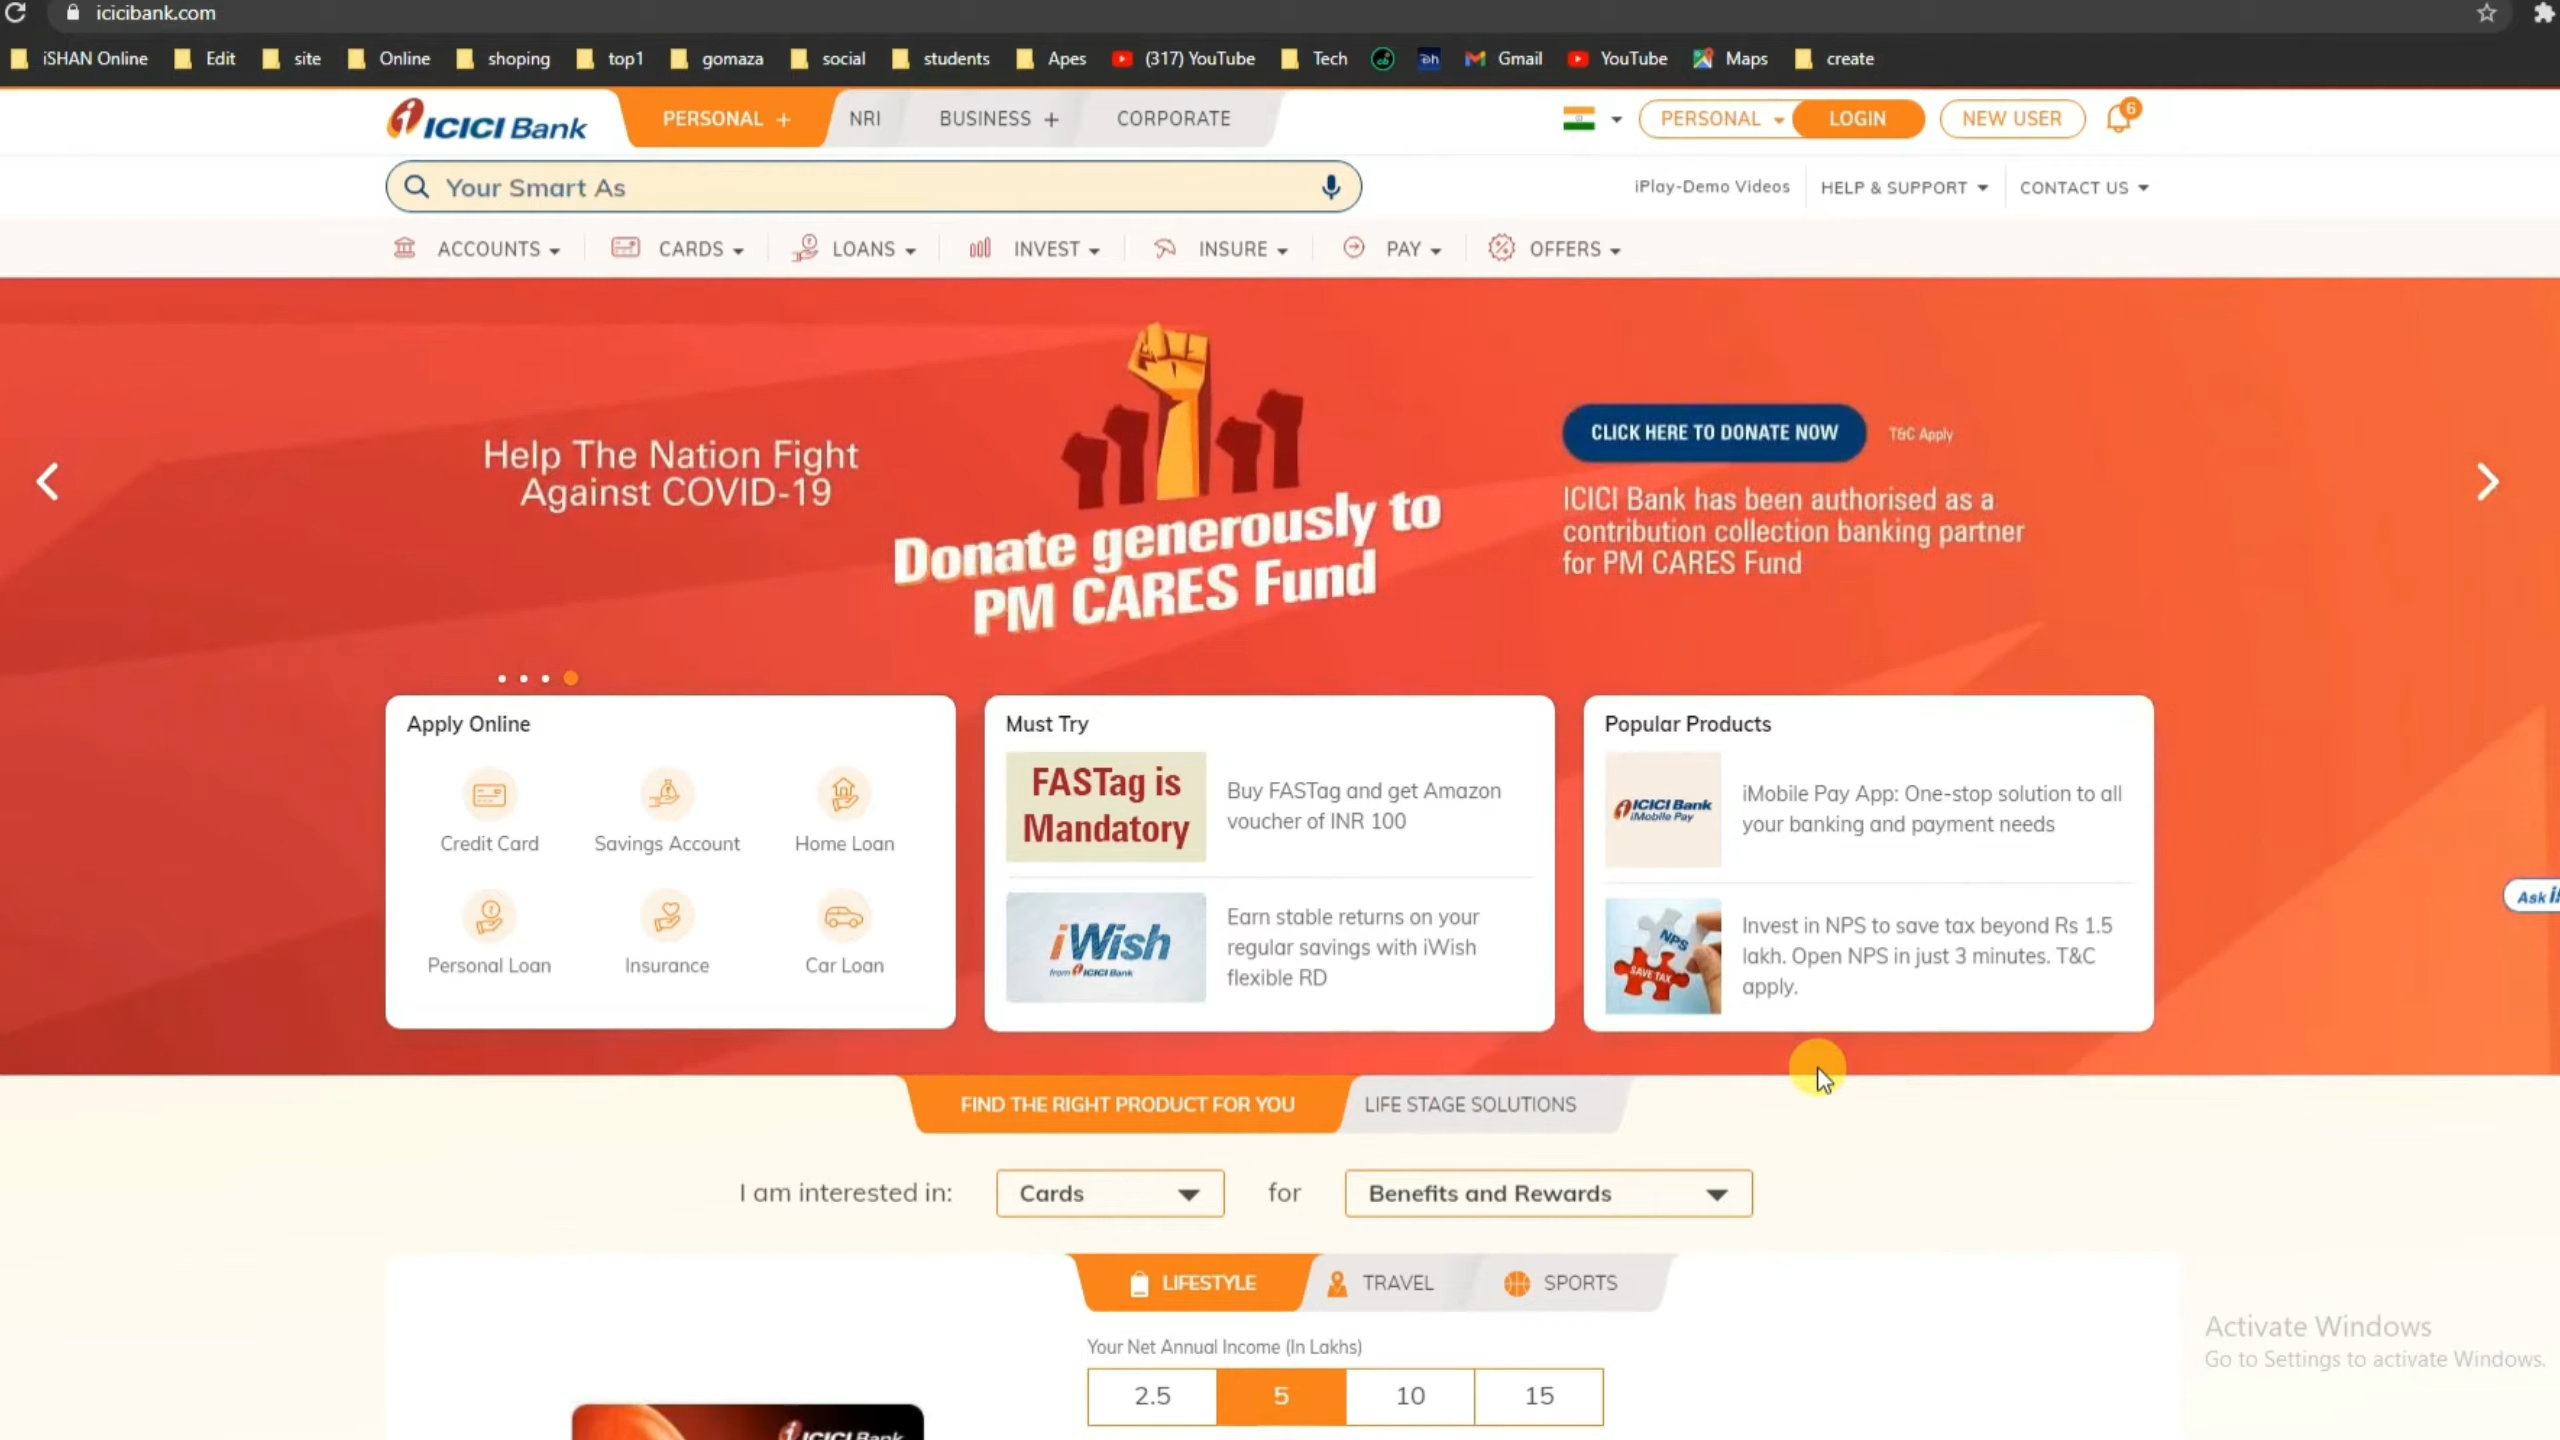 icicibank.com
iSHAN Online Edit site Online shoping top1 gomaza social students Apes (317) YouTube Tech Gmail YouTube Maps create
ICICI Bank PERSONAL + NRI BUSINESS + CORPORATE PERSONAL LOGIN NEW USER 6
Your Smart As
iPlay-Demo Videos HELP & SUPPORT CONTACT US
ACCOUNTS CARDS LOANS INVEST INSURE PAY OFFERS
Help The Nation Fight
Against COVID-19
Donate generously to
PM CARES Fund
CLICK HERE TO DONATE NOW T&C Apply
ICICI Bank has been authorised as a
contribution collection banking partner
for PM CARES Fund
Apply Online
Credit Card Savings Account Home Loan
Personal Loan Insurance Car Loan
Must Try
FASTag is
Mandatory
Buy FASTag and get Amazon
voucher of INR 100
iWish
from ICICI Bank
Earn stable returns on your
regular savings with iWish
flexible RD
Popular Products
ICICI Bank
iMobile Pay
iMobile Pay App: One-stop solution to all
your banking and payment needs
NPS
SAVE TAX
Invest in NPS to save tax beyond Rs 1.5
lakh. Open NPS in just 3 minutes. T&C
apply.
Ask
FIND THE RIGHT PRODUCT FOR YOU LIFE STAGE SOLUTIONS
I am interested in: Cards for Benefits and Rewards
LIFESTYLE TRAVEL SPORTS
Your Net Annual Income (In Lakhs)
2.5 5 10 15
ICICI Bank
Activate Windows
Go to Settings to activate Windows.